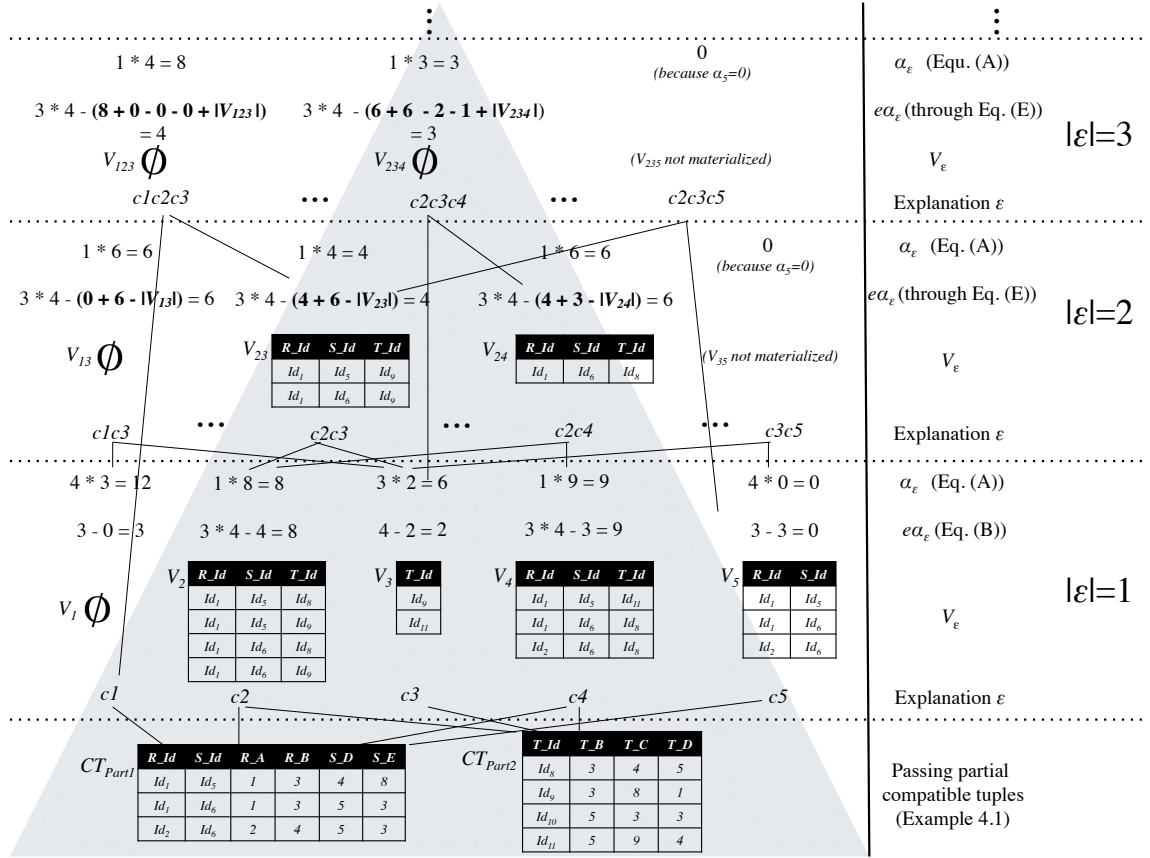 ⋮ ⋮
1 * 4 = 8 1 * 3 = 3 0 αε (Equ. (A))
(because α5=0)
3 * 4 - (8 + 0 - 0 - 0 + |V123|) 3 * 4 - (6 + 6 - 2 - 1 + |V234|) eαε (through Eq. (E)) |ε|=3
= 4 = 3
V123 ϕ V234 ϕ (V235 not materialized) Vε
c1c2c3 ... c2c3c4 ... c2c3c5 Explanation ε
1 * 6 = 6 1 * 4 = 4 1 * 6 = 6 0 αε (Eq. (A))
(because α5=0)
3 * 4 - (0 + 6 - |V13|) = 6 3 * 4 - (4 + 6 - |V23|) = 4 3 * 4 - (4 + 3 - |V24|) = 6 eαε (through Eq. (E)) |ε|=2
V13 ϕ V23 V24 (V35 not materialized) Vε
R_Id S_Id T_Id
Id1 Id5 Id9
Id1 Id6 Id9
R_Id S_Id T_Id
Id1 Id6 Id8
c1c3 ... c2c3 ... c2c4 ... c3c5 Explanation ε
4 * 3 = 12 1 * 8 = 8 3 * 2 = 6 1 * 9 = 9 4 * 0 = 0 αε (Eq. (A))
3 - 0 = 3 3 * 4 - 4 = 8 4 - 2 = 2 3 * 4 - 3 = 9 3 - 3 = 0 eαε (Eq. (B))
|ε|=1
V1 ϕ Vε
V2
R_Id S_Id T_Id
Id1 Id5 Id8
Id1 Id5 Id9
Id1 Id6 Id8
Id1 Id6 Id9
V3
T_Id
Id9
Id11
V4
R_Id S_Id T_Id
Id1 Id5 Id11
Id1 Id6 Id8
Id2 Id6 Id8
V5
R_Id S_Id
Id1 Id5
Id1 Id6
Id2 Id6
c1 c2 c3 c4 c5 Explanation ε
CTPart1
R_Id S_Id R_A R_B S_D S_E
Id1 Id5 1 3 4 8
Id1 Id6 1 3 5 3
Id2 Id6 2 4 5 3
CTPart2
T_Id T_B T_C T_D
Id8 3 4 5
Id9 3 8 1
Id10 5 3 3
Id11 5 9 4
Passing partial
compatible tuples
(Example 4.1)